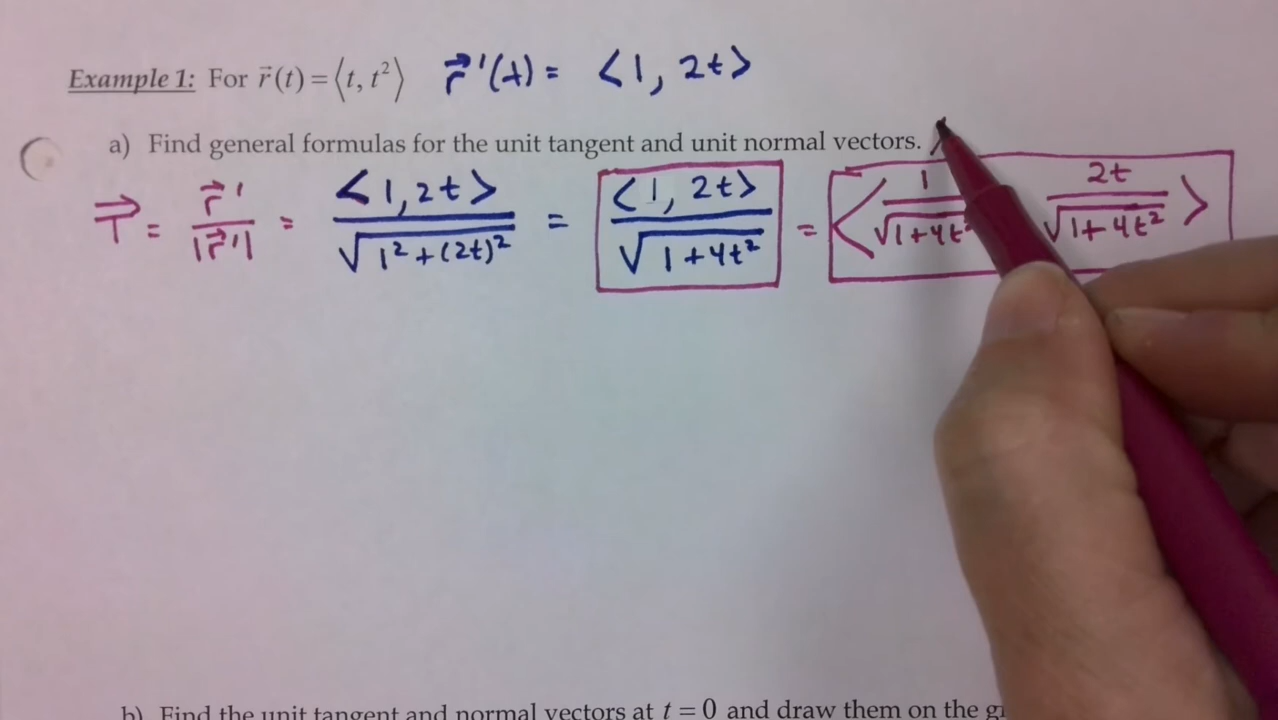 Example 1: For r⃗(t) = ⟨t, t²⟩ r⃗'(t) = <1, 2t>
a) Find general formulas for the unit tangent and unit normal vectors.
T⃗ = r⃗'/|r⃗'| = <1, 2t>/√(1²+(2t)²) = <1, 2t>/√(1+4t²) = <1/√(1+4t²) 2t/√(1+4t²)>
b) Find the unit tangent and normal vectors at t = 0 and draw them on the